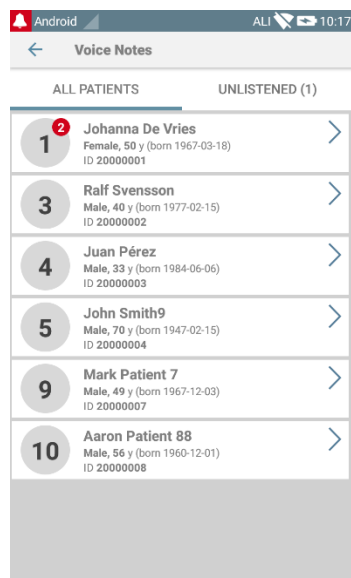 Android ALI 10:17
Voice Notes
ALL PATIENTS UNLISTENED (1)
1 2 Johanna De Vries
Female, 50 y (born 1967-03-18)
ID 20000001
3 Ralf Svensson
Male, 40 y (born 1977-02-15)
ID 20000002
4 Juan Pérez
Male, 33 y (born 1984-06-06)
ID 20000003
5 John Smith9
Male, 70 y (born 1947-02-15)
ID 20000004
9 Mark Patient 7
Male, 49 y (born 1967-12-03)
ID 20000007
10 Aaron Patient 88
Male, 56 y (born 1960-12-01)
ID 20000008